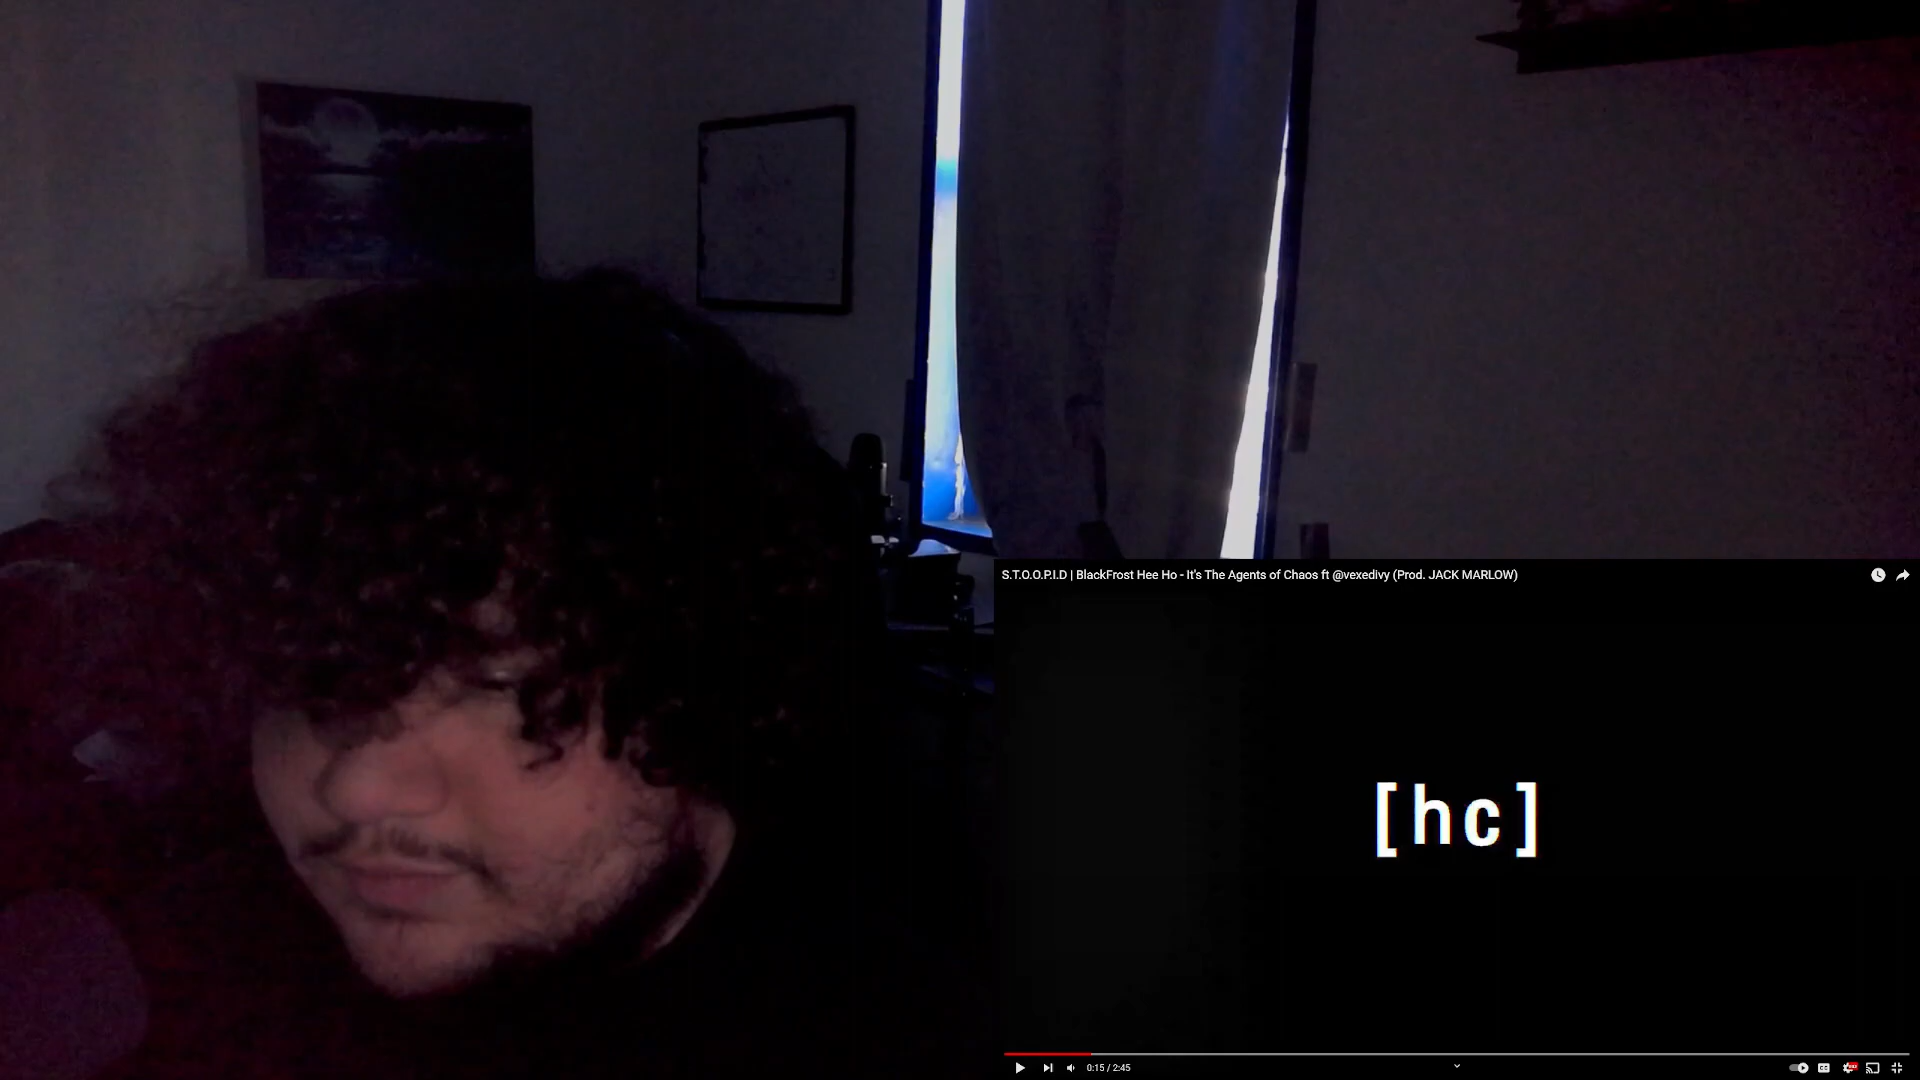 S.T.O.O.P.I.D | BlackFrost Hee Ho - It's The Agents of Chaos ft @vexedivy (Prod. JACK MARLOW)
[hc]
0:15 / 2:45